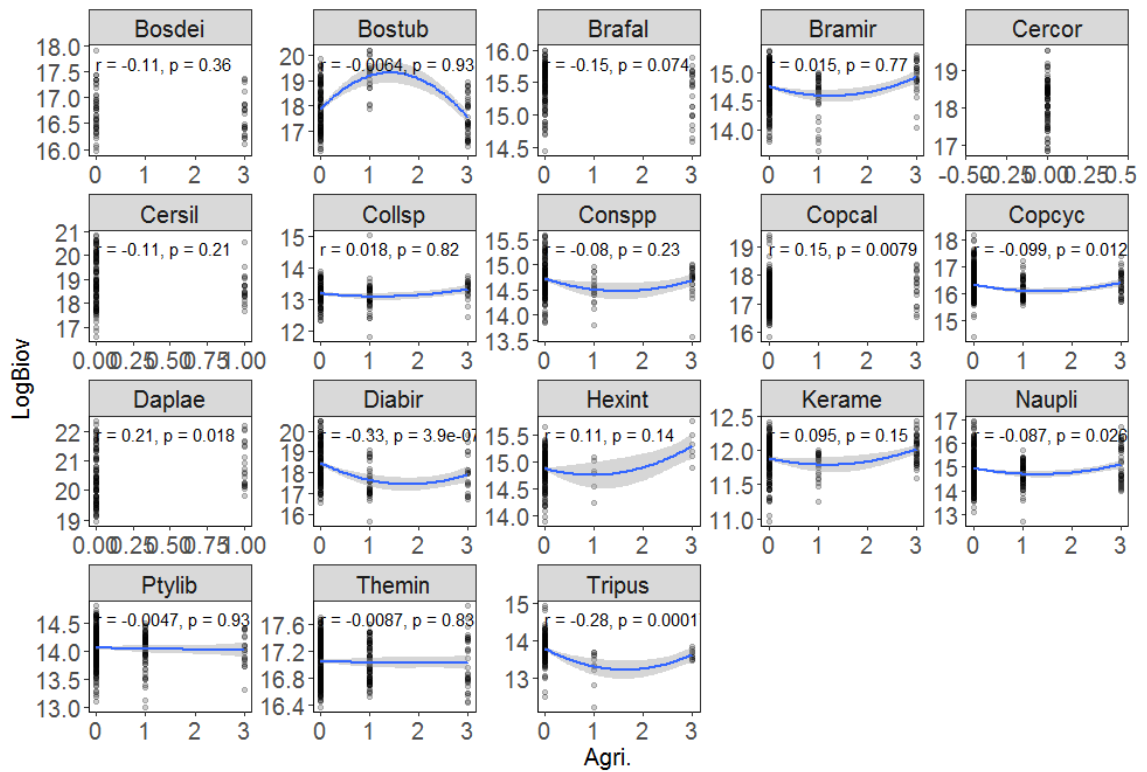 Bosdei
18.0
17.5
17.0
16.5
16.0
r = -0.11, p = 0.36
0 1 2 3
Bostub
20
19
18
17
r = -0.0064, p = 0.93
0 1 2 3
Brafal
16.0
15.5
15.0
14.5
r = -0.15, p = 0.074
0 1 2 3
Bramir
15.0
14.5
14.0
r = 0.015, p = 0.77
0 1 2 3
Cercor
19
18
17
-0.50 -0.25 0.00 0.25 0.5
Cersil
21
20
19
18
17
r = -0.11, p = 0.21
0.00 0.25 0.50 0.75 1.00
Collsp
15
14
13
12
r = 0.018, p = 0.82
0 1 2 3
Conspp
15.5
15.0
14.5
14.0
13.5
r = -0.08, p = 0.23
0 1 2 3
Copcal
19
18
17
16
r = 0.15, p = 0.0079
0 1 2 3
Copcyc
18
17
16
15
14
r = -0.099, p = 0.012
0 1 2 3
LogBiov
Daplae
22
21
20
19
r = 0.21, p = 0.018
0.00 0.25 0.50 0.75 1.00
Diabir
20
19
18
17
16
r = -0.33, p = 3.9e-07
0 1 2 3
Hexint
15.5
15.0
14.5
14.0
r = 0.11, p = 0.14
0 1 2 3
Kerame
12.5
12.0
11.5
11.0
r = 0.095, p = 0.15
0 1 2 3
Naupli
17
16
15
14
13
r = -0.087, p = 0.026
0 1 2 3
Ptylib
14.5
14.0
13.5
13.0
r = -0.0047, p = 0.93
0 1 2 3
Themin
17.6
17.2
16.8
16.4
r = -0.0087, p = 0.83
0 1 2 3
Tripus
15
14
13
r = -0.28, p = 0.0001
0 1 2 3
Agri.